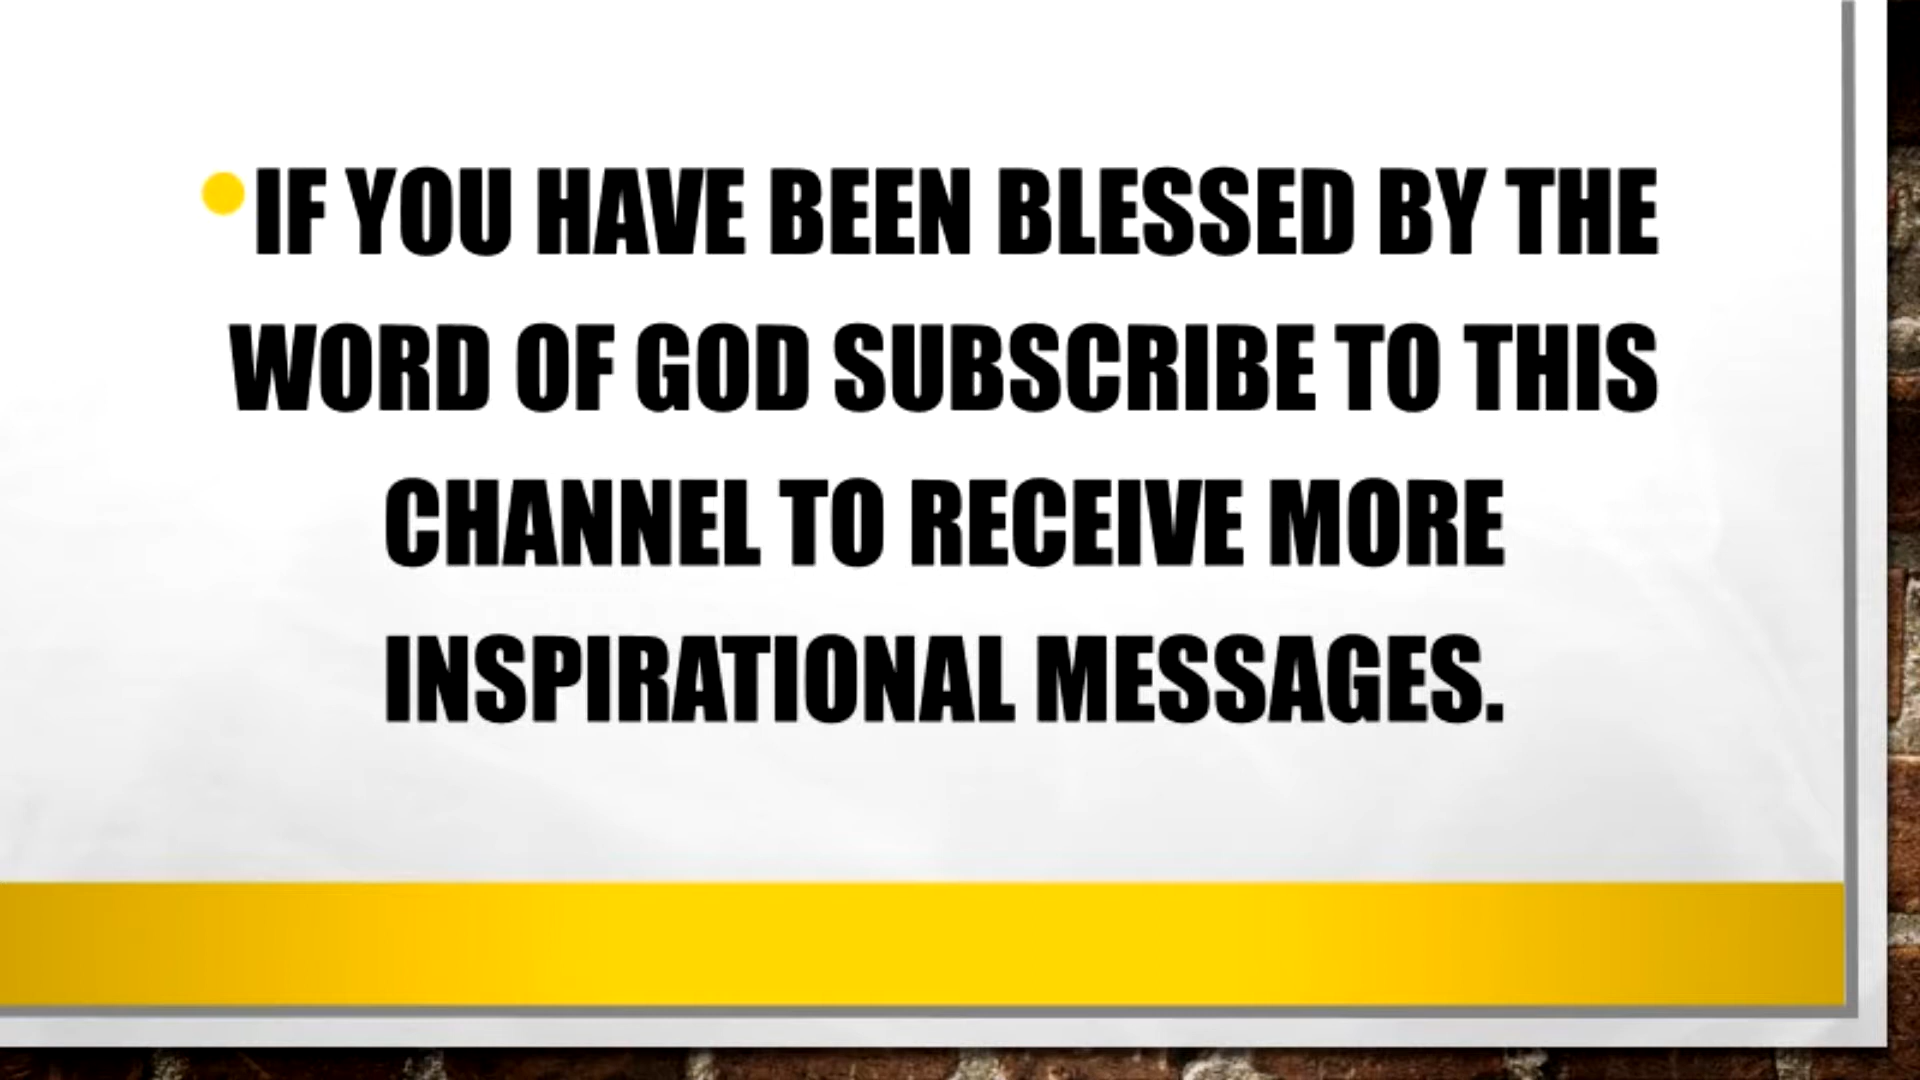 •IF YOU HAVE BEEN BLESSED BY THE
WORD OF GOD SUBSCRIBE TO THIS
CHANNEL TO RECEIVE MORE
INSPIRATIONAL MESSAGES.